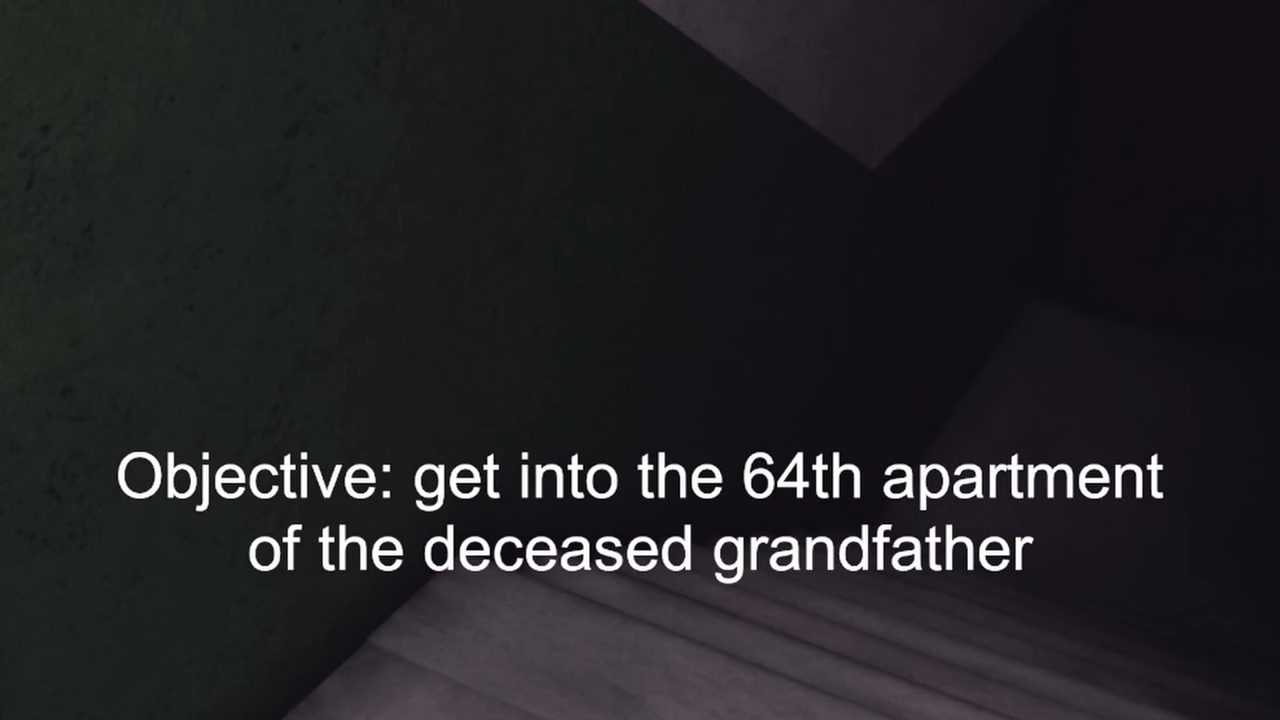 Objective: get into the 64th apartment
of the deceased grandfather